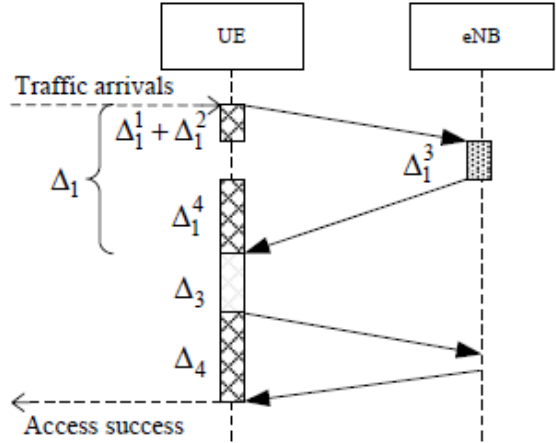 UE
eNB
Traffic arrivals
Δ₁¹ + Δ₁²
Δ₁³
Δ₁
Δ₁⁴
Δ₃
Δ₄
Access success